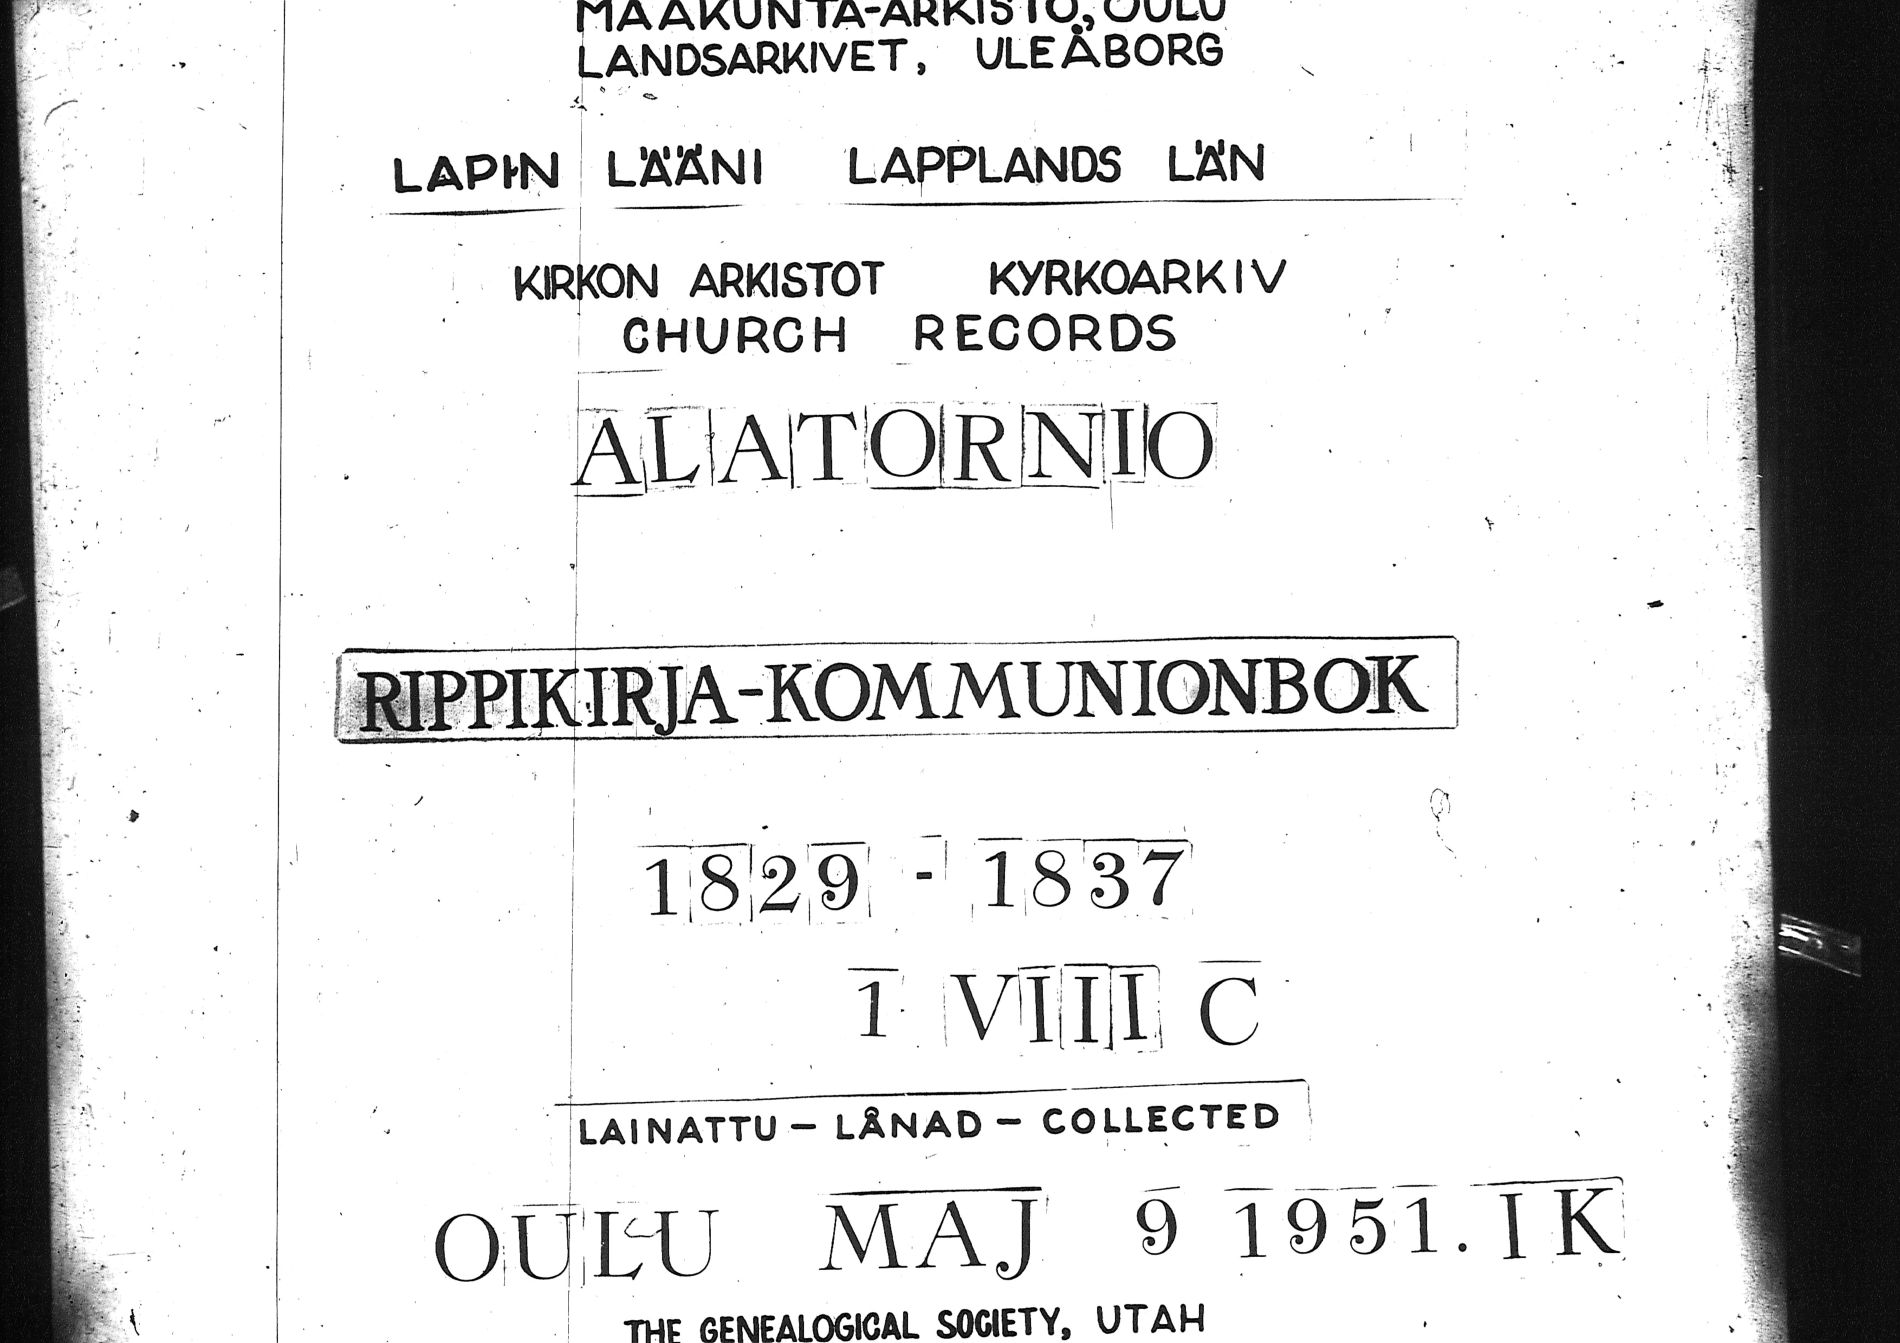 MAAKUNTA-ARKISTO, OULU
LANDSARKIVET, ULEÅBORG
LAPIN LÄÄNI LAPPLANDS LÄN
KIRKON ARKISTOT KYRKOARKIV
CHURCH RECORDS
ALATORNIO
RIPPIKIRJA-KOMMUNIONBOK
1829 - 1837
1 VIII C
LAINATTU - LÅNAD - COLLECTED
OULU MAJ 9 1951. IK
THE GENEALOGICAL SOCIETY, UTAH